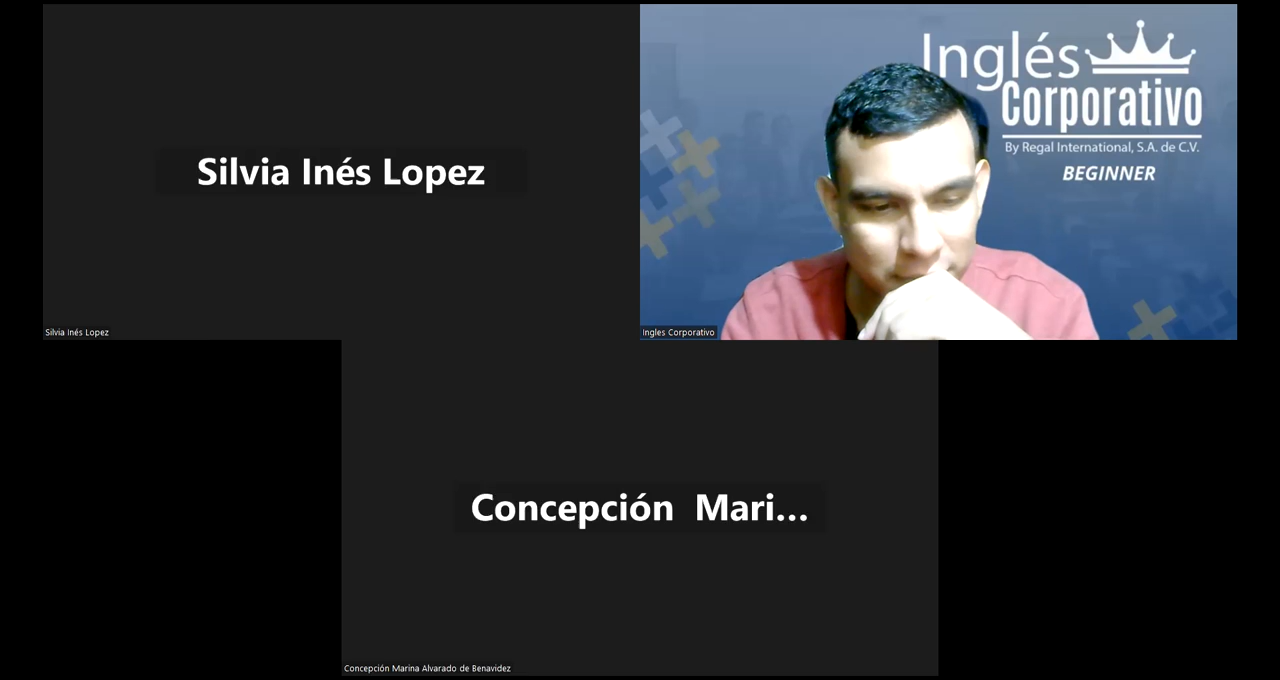 Silvia Inés Lopez
Silvia Inés Lopez
Inglés
Corporativo
By Regal International, S.A. de C.V.
BEGINNER
Ingles Corporativo
Concepción Mari...
Concepción Marina Alvarado de Benavidez